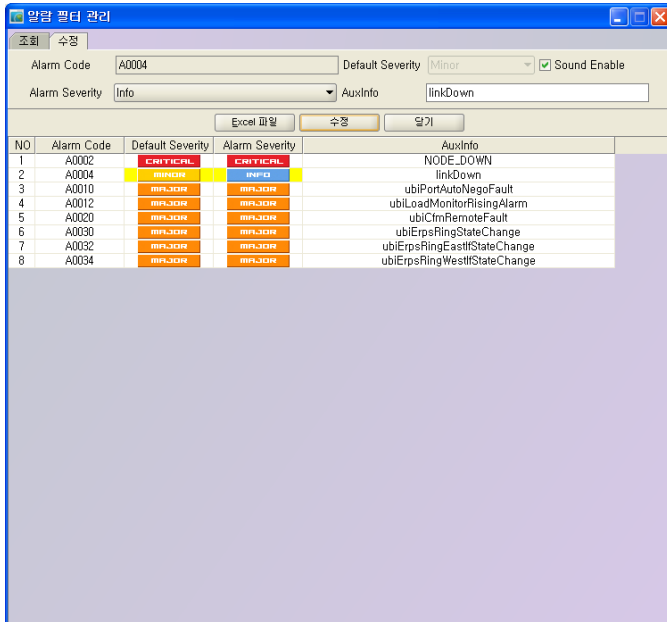 알람 필터 관리
조회 수정
Alarm Code A0004 Default Severity Minor Sound Enable
Alarm Severity Info AuxInfo linkDown
Excel 파일 수정 닫기
NO Alarm Code Default Severity Alarm Severity AuxInfo
1 A0002 CRITICAL CRITICAL NODE_DOWN
2 A0004 MINOR INFO linkDown
3 A0010 MAJOR MAJOR ubiPortAutoNegoFault
4 A0012 MAJOR MAJOR ubiLoadMonitorRisingAlarm
5 A0020 MAJOR MAJOR ubiCfmRemoteFault
6 A0030 MAJOR MAJOR ubiErpsRingStateChange
7 A0032 MAJOR MAJOR ubiErpsRingEastIfStateChange
8 A0034 MAJOR MAJOR ubiErpsRingWestIfStateChange